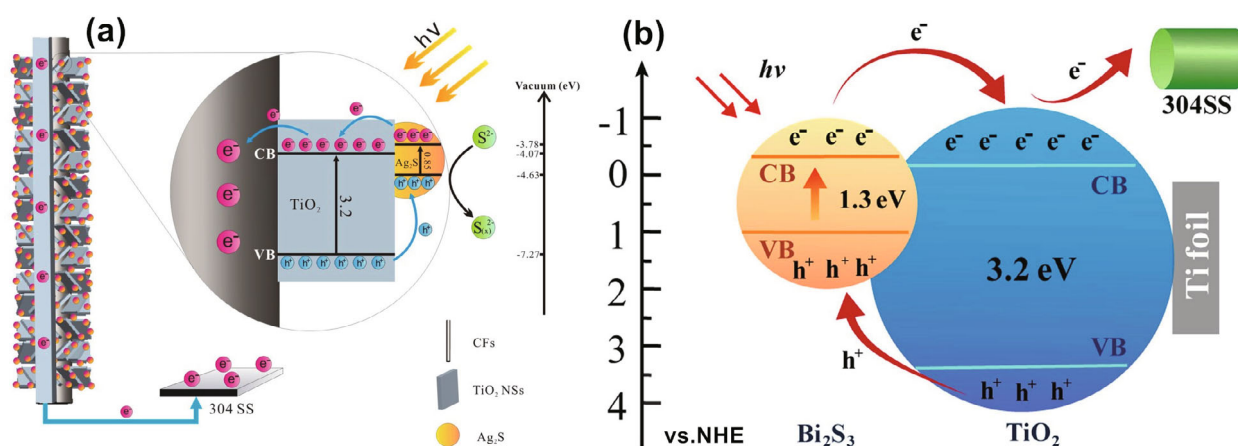 (a)
hν
Vacuum (eV)
e⁻
e⁻
e⁻
e⁻
e⁻
e⁻
e⁻
e⁻
e⁻
e⁻ e⁻ e⁻ e⁻ e⁻ e⁻
e⁻ e⁻ e⁻
CB
Ag₂S
0.85
h⁺ h⁺ h⁺
TiO₂
3.2
VB
h⁺ h⁺ h⁺ h⁺ h⁺ h⁺
h⁺
S²⁻
S(x)²⁻
-3.78
-4.07
-4.63
-7.27
e⁻
e⁻
e⁻
e⁻
e⁻ e⁻
e⁻ e⁻
304 SS
e⁻
CFs
TiO₂ NSs
Ag₂S
(b)
hν
e⁻
e⁻
304SS
-1
0
1
2
3
4
vs.NHE
e⁻ e⁻ e⁻
CB
1.3 eV
VB
h⁺ h⁺ h⁺
h⁺
Bi₂S₃
e⁻ e⁻ e⁻ e⁻ e⁻
CB
3.2 eV
VB
h⁺ h⁺ h⁺
TiO₂
Ti foil